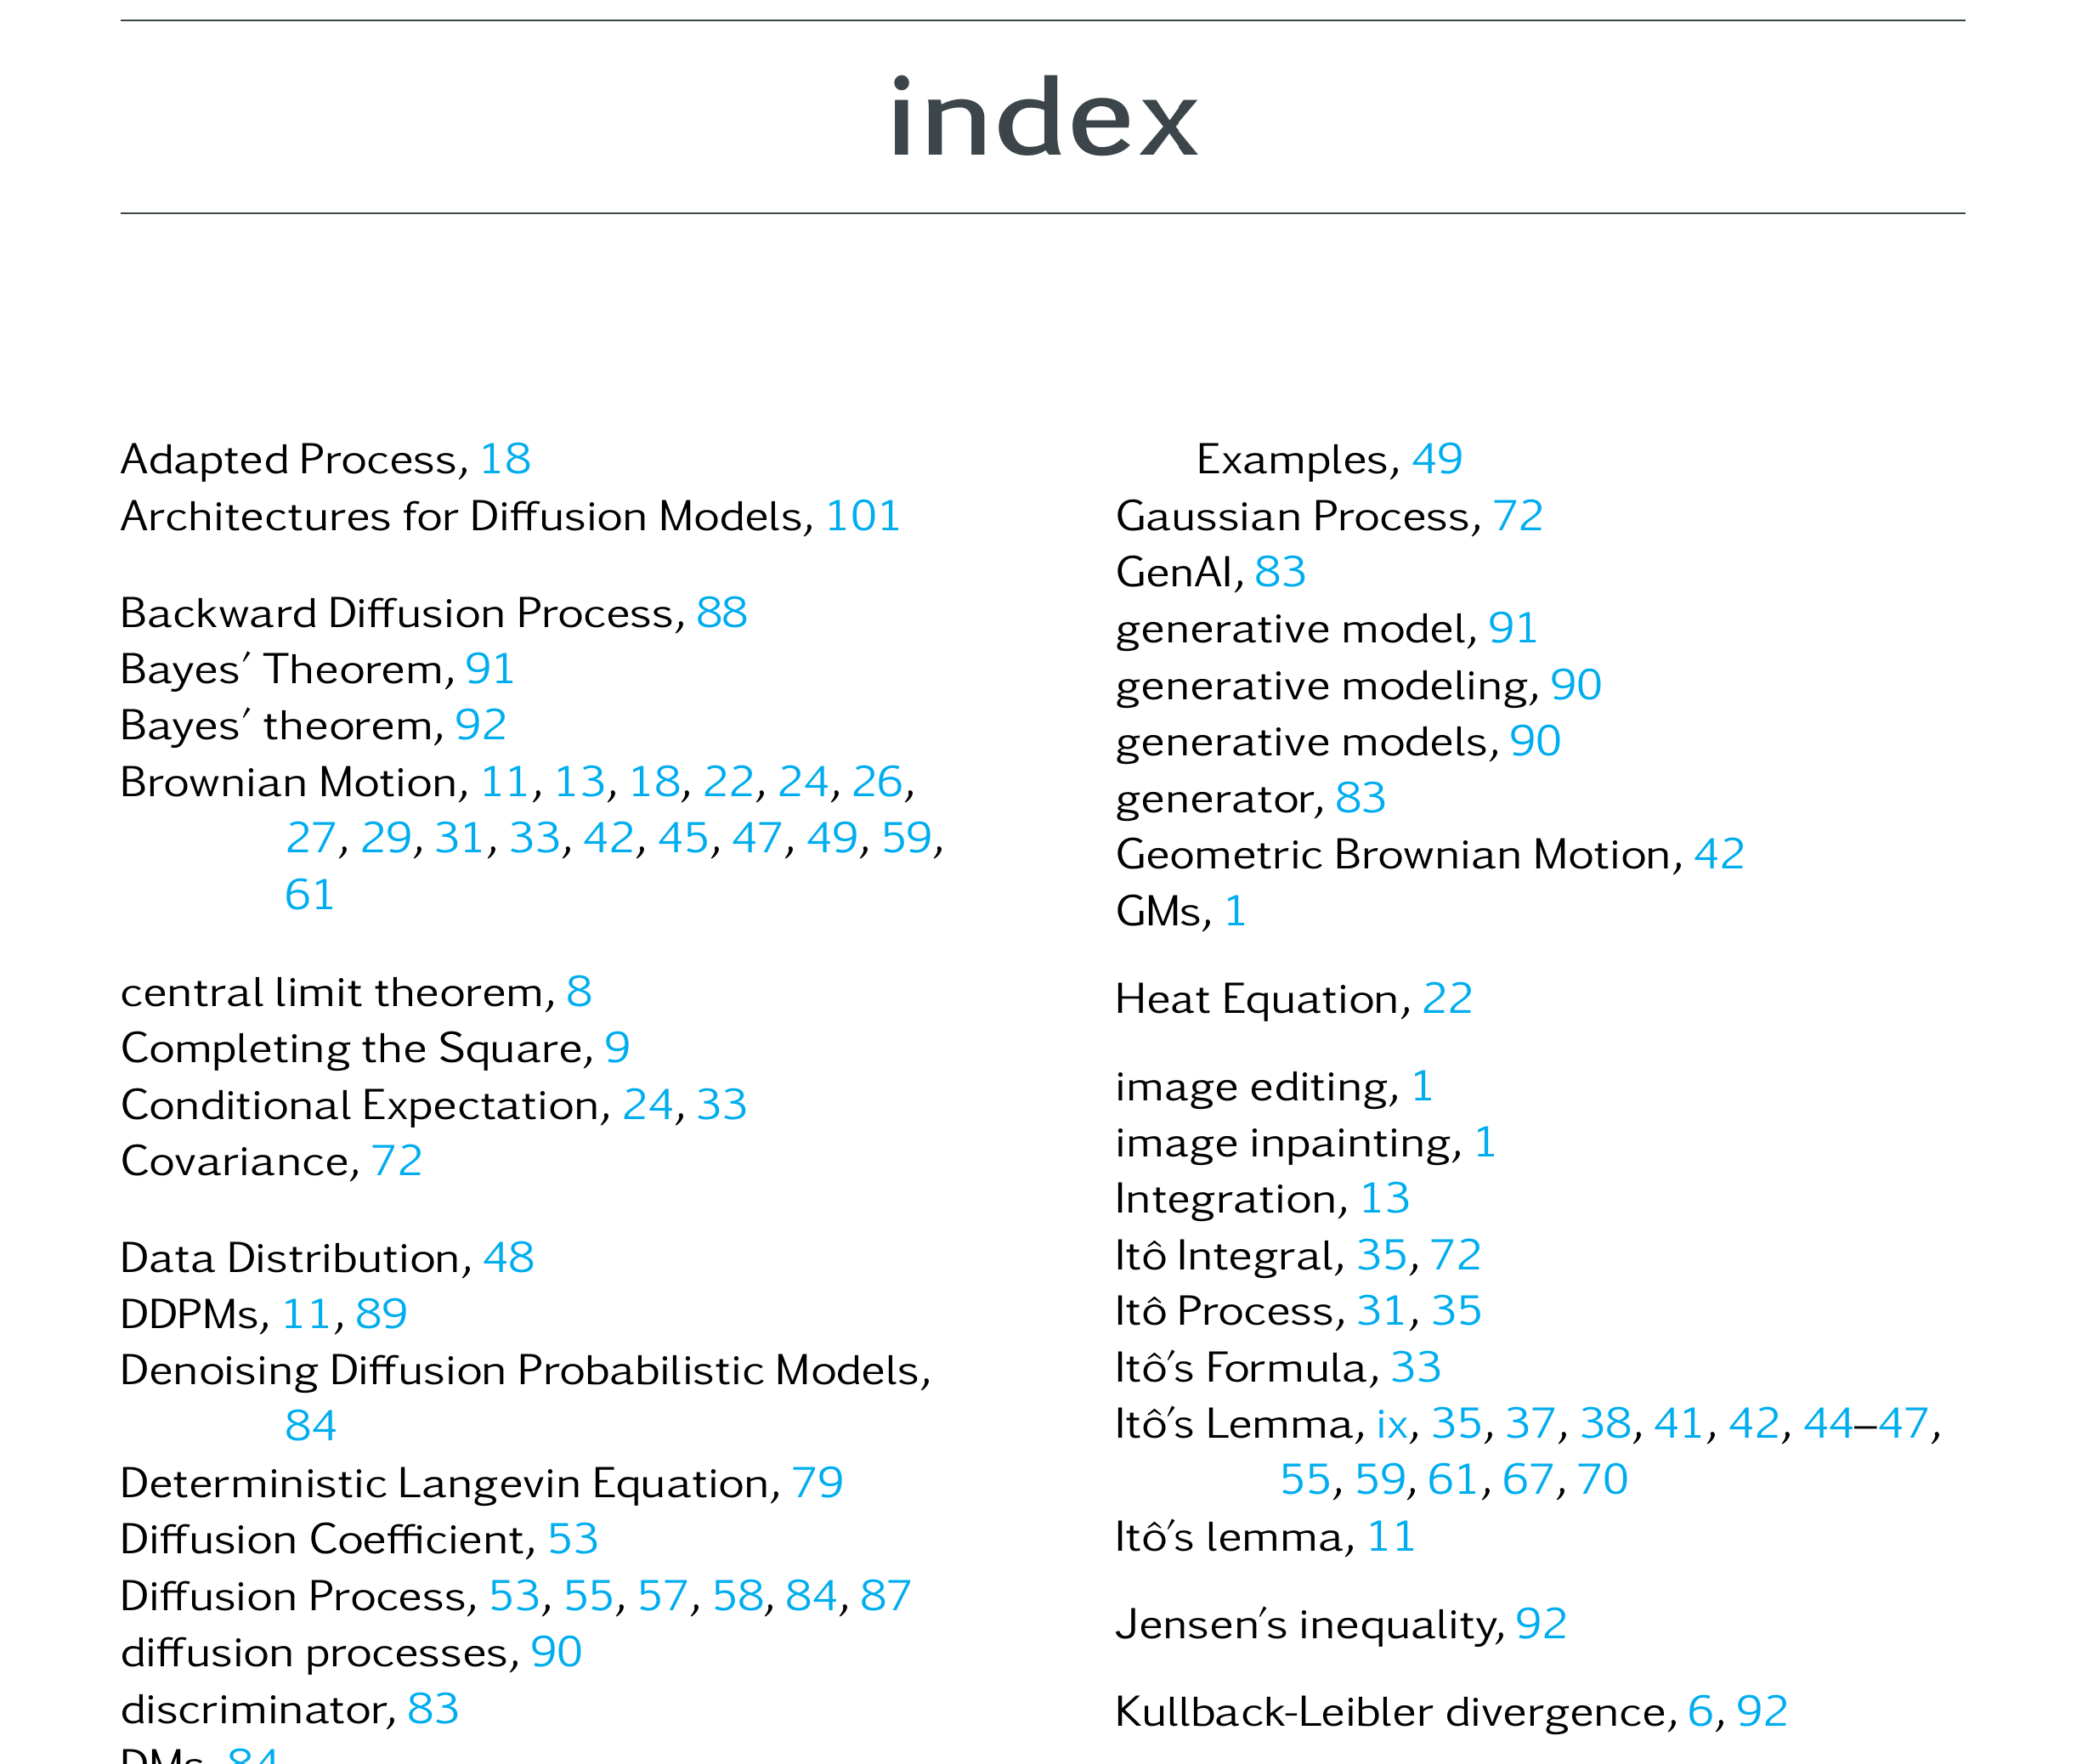 index
Adapted Process, 18
Architectures for Diffusion Models, 101
Backward Diffusion Process, 88
Bayes' Theorem, 91
Bayes' theorem, 92
Brownian Motion, 11, 13, 18, 22, 24, 26,
27, 29, 31, 33, 42, 45, 47, 49, 59,
61
central limit theorem, 8
Completing the Square, 9
Conditional Expectation, 24, 33
Covariance, 72
Data Distribution, 48
DDPMs, 11, 89
Denoising Diffusion Probabilistic Models,
84
Deterministic Langevin Equation, 79
Diffusion Coefficient, 53
Diffusion Process, 53, 55, 57, 58, 84, 87
diffusion processes, 90
discriminator, 83
DMs, 84
Examples, 49
Gaussian Process, 72
GenAI, 83
generative model, 91
generative modeling, 90
generative models, 90
generator, 83
Geometric Brownian Motion, 42
GMs, 1
Heat Equation, 22
image editing, 1
image inpainting, 1
Integration, 13
Itô Integral, 35, 72
Itô Process, 31, 35
Itô's Formula, 33
Itô's Lemma, ix, 35, 37, 38, 41, 42, 44–47,
55, 59, 61, 67, 70
Itô's lemma, 11
Jensen's inequality, 92
Kullback-Leibler divergence, 6, 92